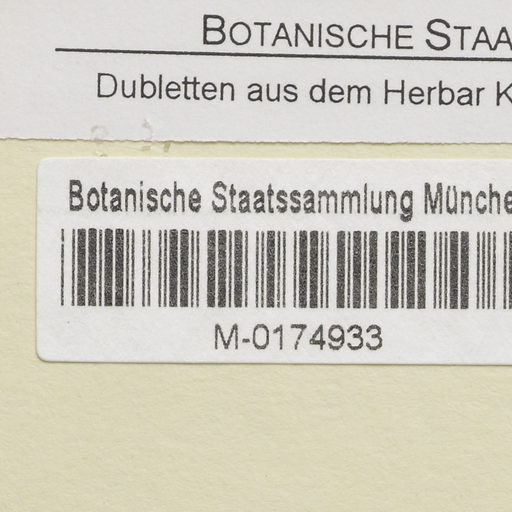 BOTANISCHE STAA
Dubletten aus dem Herbar K
Botanische Staatssammlung Münche
M-0174933